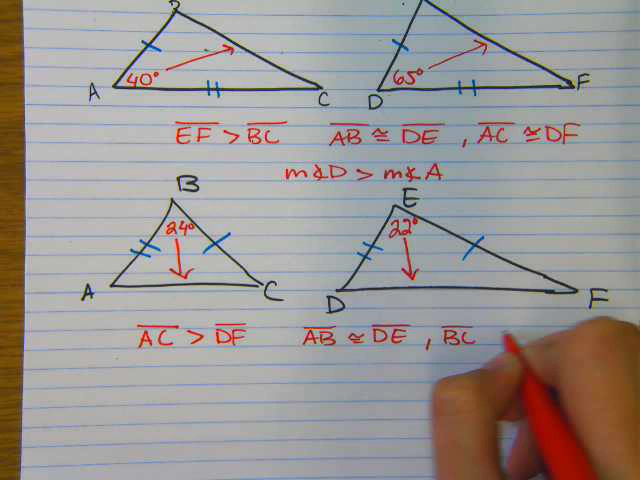 40° 65°
A C D F
EF > BC AB ≅ DE , AC ≅ DF
m∡D > m∡A
B E
24° 22°
A C D F
AC > DF AB ≅ DE , BC